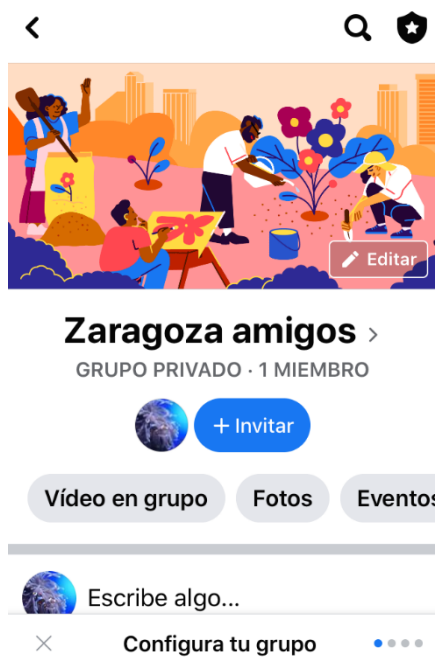 Editar
Zaragoza amigos
GRUPO PRIVADO · 1 MIEMBRO
+ Invitar
Vídeo en grupo Fotos Eventos
Escribe algo...
Configura tu grupo